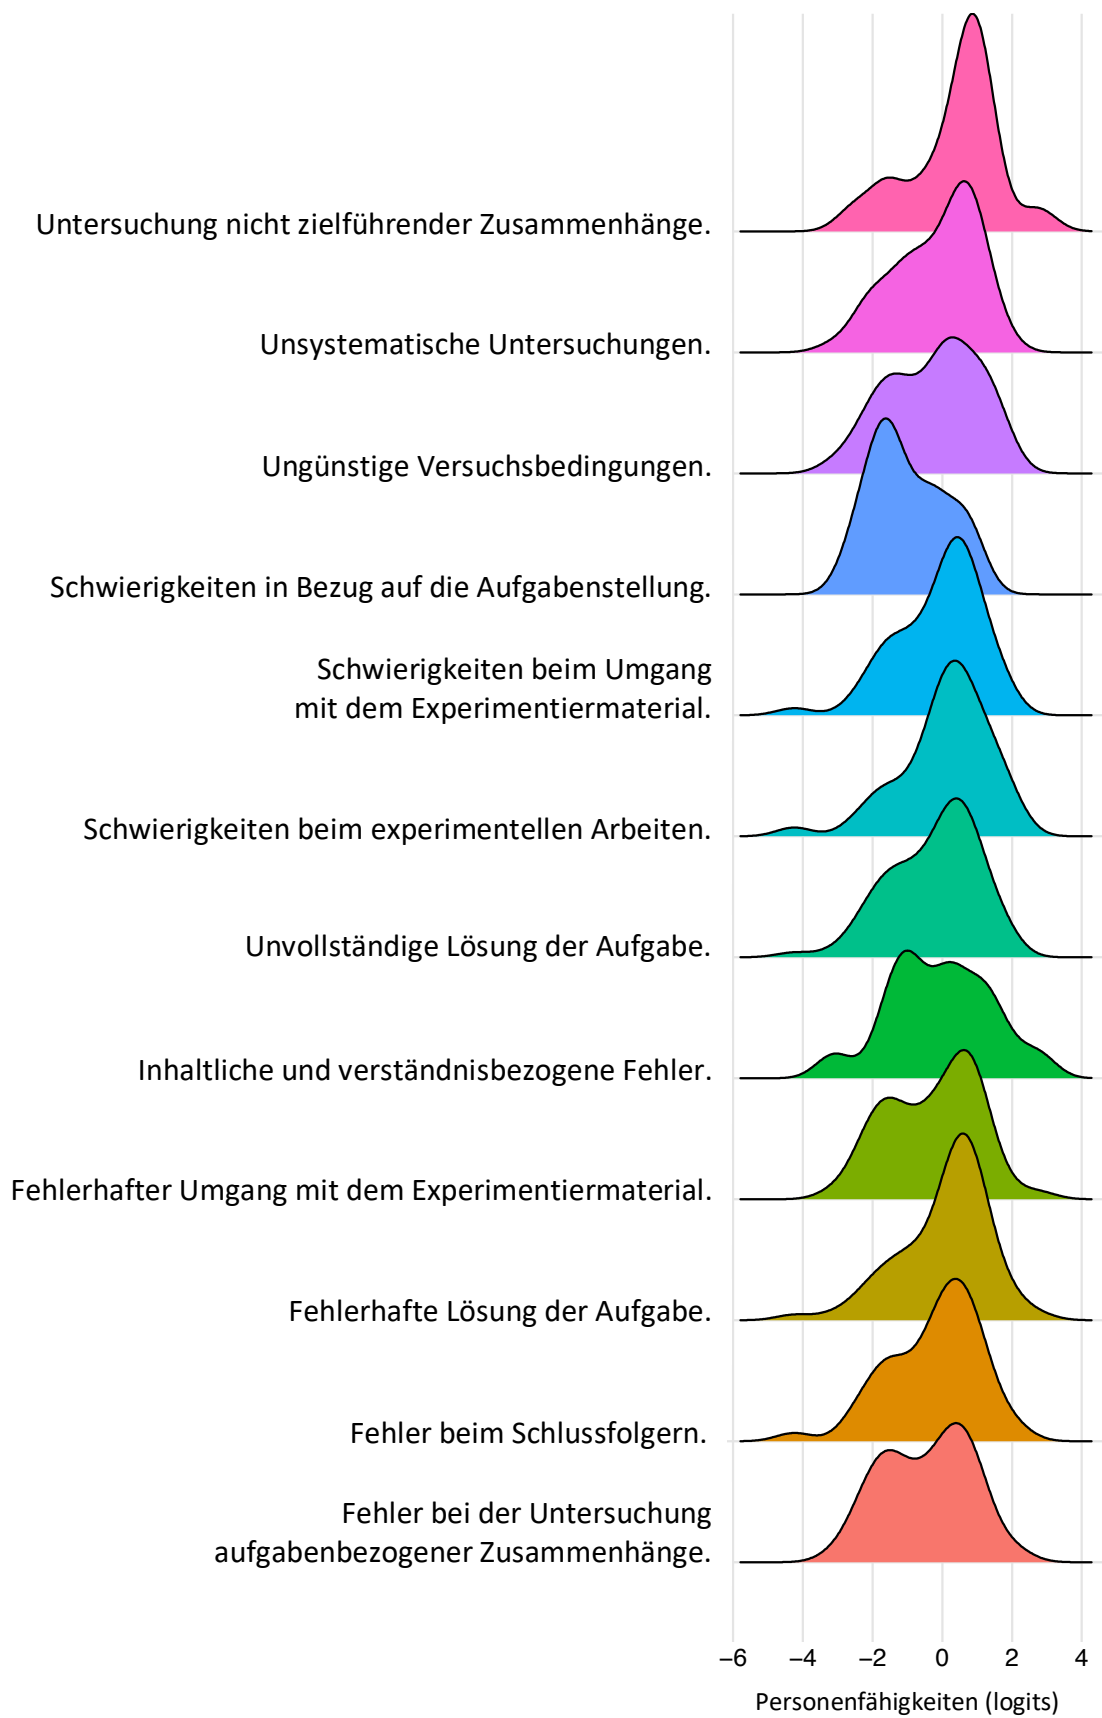 Untersuchung nicht zielführender Zusammenhänge.
Unsystematische Untersuchungen.
Ungünstige Versuchsbedingungen.
Schwierigkeiten in Bezug auf die Aufgabenstellung.
Schwierigkeiten beim Umgang
mit dem Experimentiermaterial.
Schwierigkeiten beim experimentellen Arbeiten.
Unvollständige Lösung der Aufgabe.
Inhaltliche und verständnisbezogene Fehler.
Fehlerhafter Umgang mit dem Experimentiermaterial.
Fehlerhafte Lösung der Aufgabe.
Fehler beim Schlussfolgern.
Fehler bei der Untersuchung
aufgabenbezogener Zusammenhänge.
−6 −4 −2 0 2 4
Personenfähigkeiten (logits)